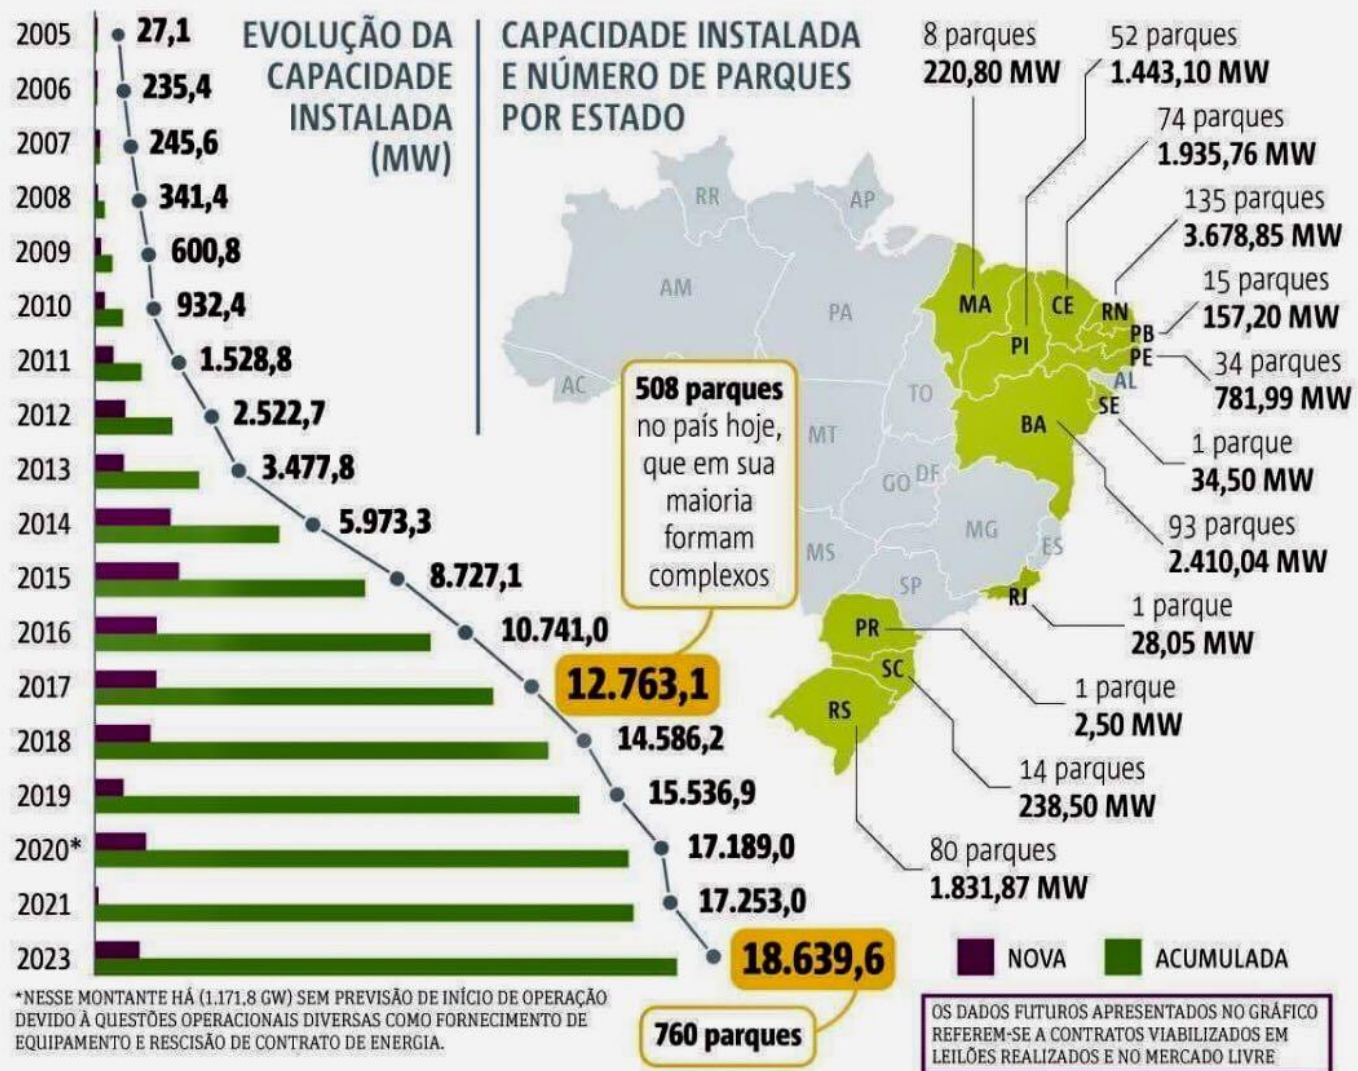 EVOLUÇÃO DA
CAPACIDADE
INSTALADA
(MW)
2005 27,1
2006 235,4
2007 245,6
2008 341,4
2009 600,8
2010 932,4
2011 1.528,8
2012 2.522,7
2013 3.477,8
2014 5.973,3
2015 8.727,1
2016 10.741,0
2017 12.763,1
2018 14.586,2
2019 15.536,9
2020* 17.189,0
2021 17.253,0
2023 18.639,6
508 parques
no país hoje,
que em sua
maioria
formam
complexos
760 parques
*NESSE MONTANTE HÁ (1.171,8 GW) SEM PREVISÃO DE INÍCIO DE OPERAÇÃO
DEVIDO À QUESTÕES OPERACIONAIS DIVERSAS COMO FORNECIMENTO DE
EQUIPAMENTO E RESCISÃO DE CONTRATO DE ENERGIA.
CAPACIDADE INSTALADA
E NÚMERO DE PARQUES
POR ESTADO
8 parques
220,80 MW
52 parques
1.443,10 MW
74 parques
1.935,76 MW
135 parques
3.678,85 MW
15 parques
157,20 MW
34 parques
781,99 MW
1 parque
34,50 MW
93 parques
2.410,04 MW
1 parque
28,05 MW
1 parque
2,50 MW
14 parques
238,50 MW
80 parques
1.831,87 MW
RR
AP
AM
PA
MA
CE
RN
PB
PI
PE
AL
AC
TO
SE
BA
MT
GO
DF
MG
MS
ES
SP
RJ
PR
SC
RS
NOVA
ACUMULADA
OS DADOS FUTUROS APRESENTADOS NO GRÁFICO
REFEREM-SE A CONTRATOS VIABILIZADOS EM
LEILÕES REALIZADOS E NO MERCADO LIVRE